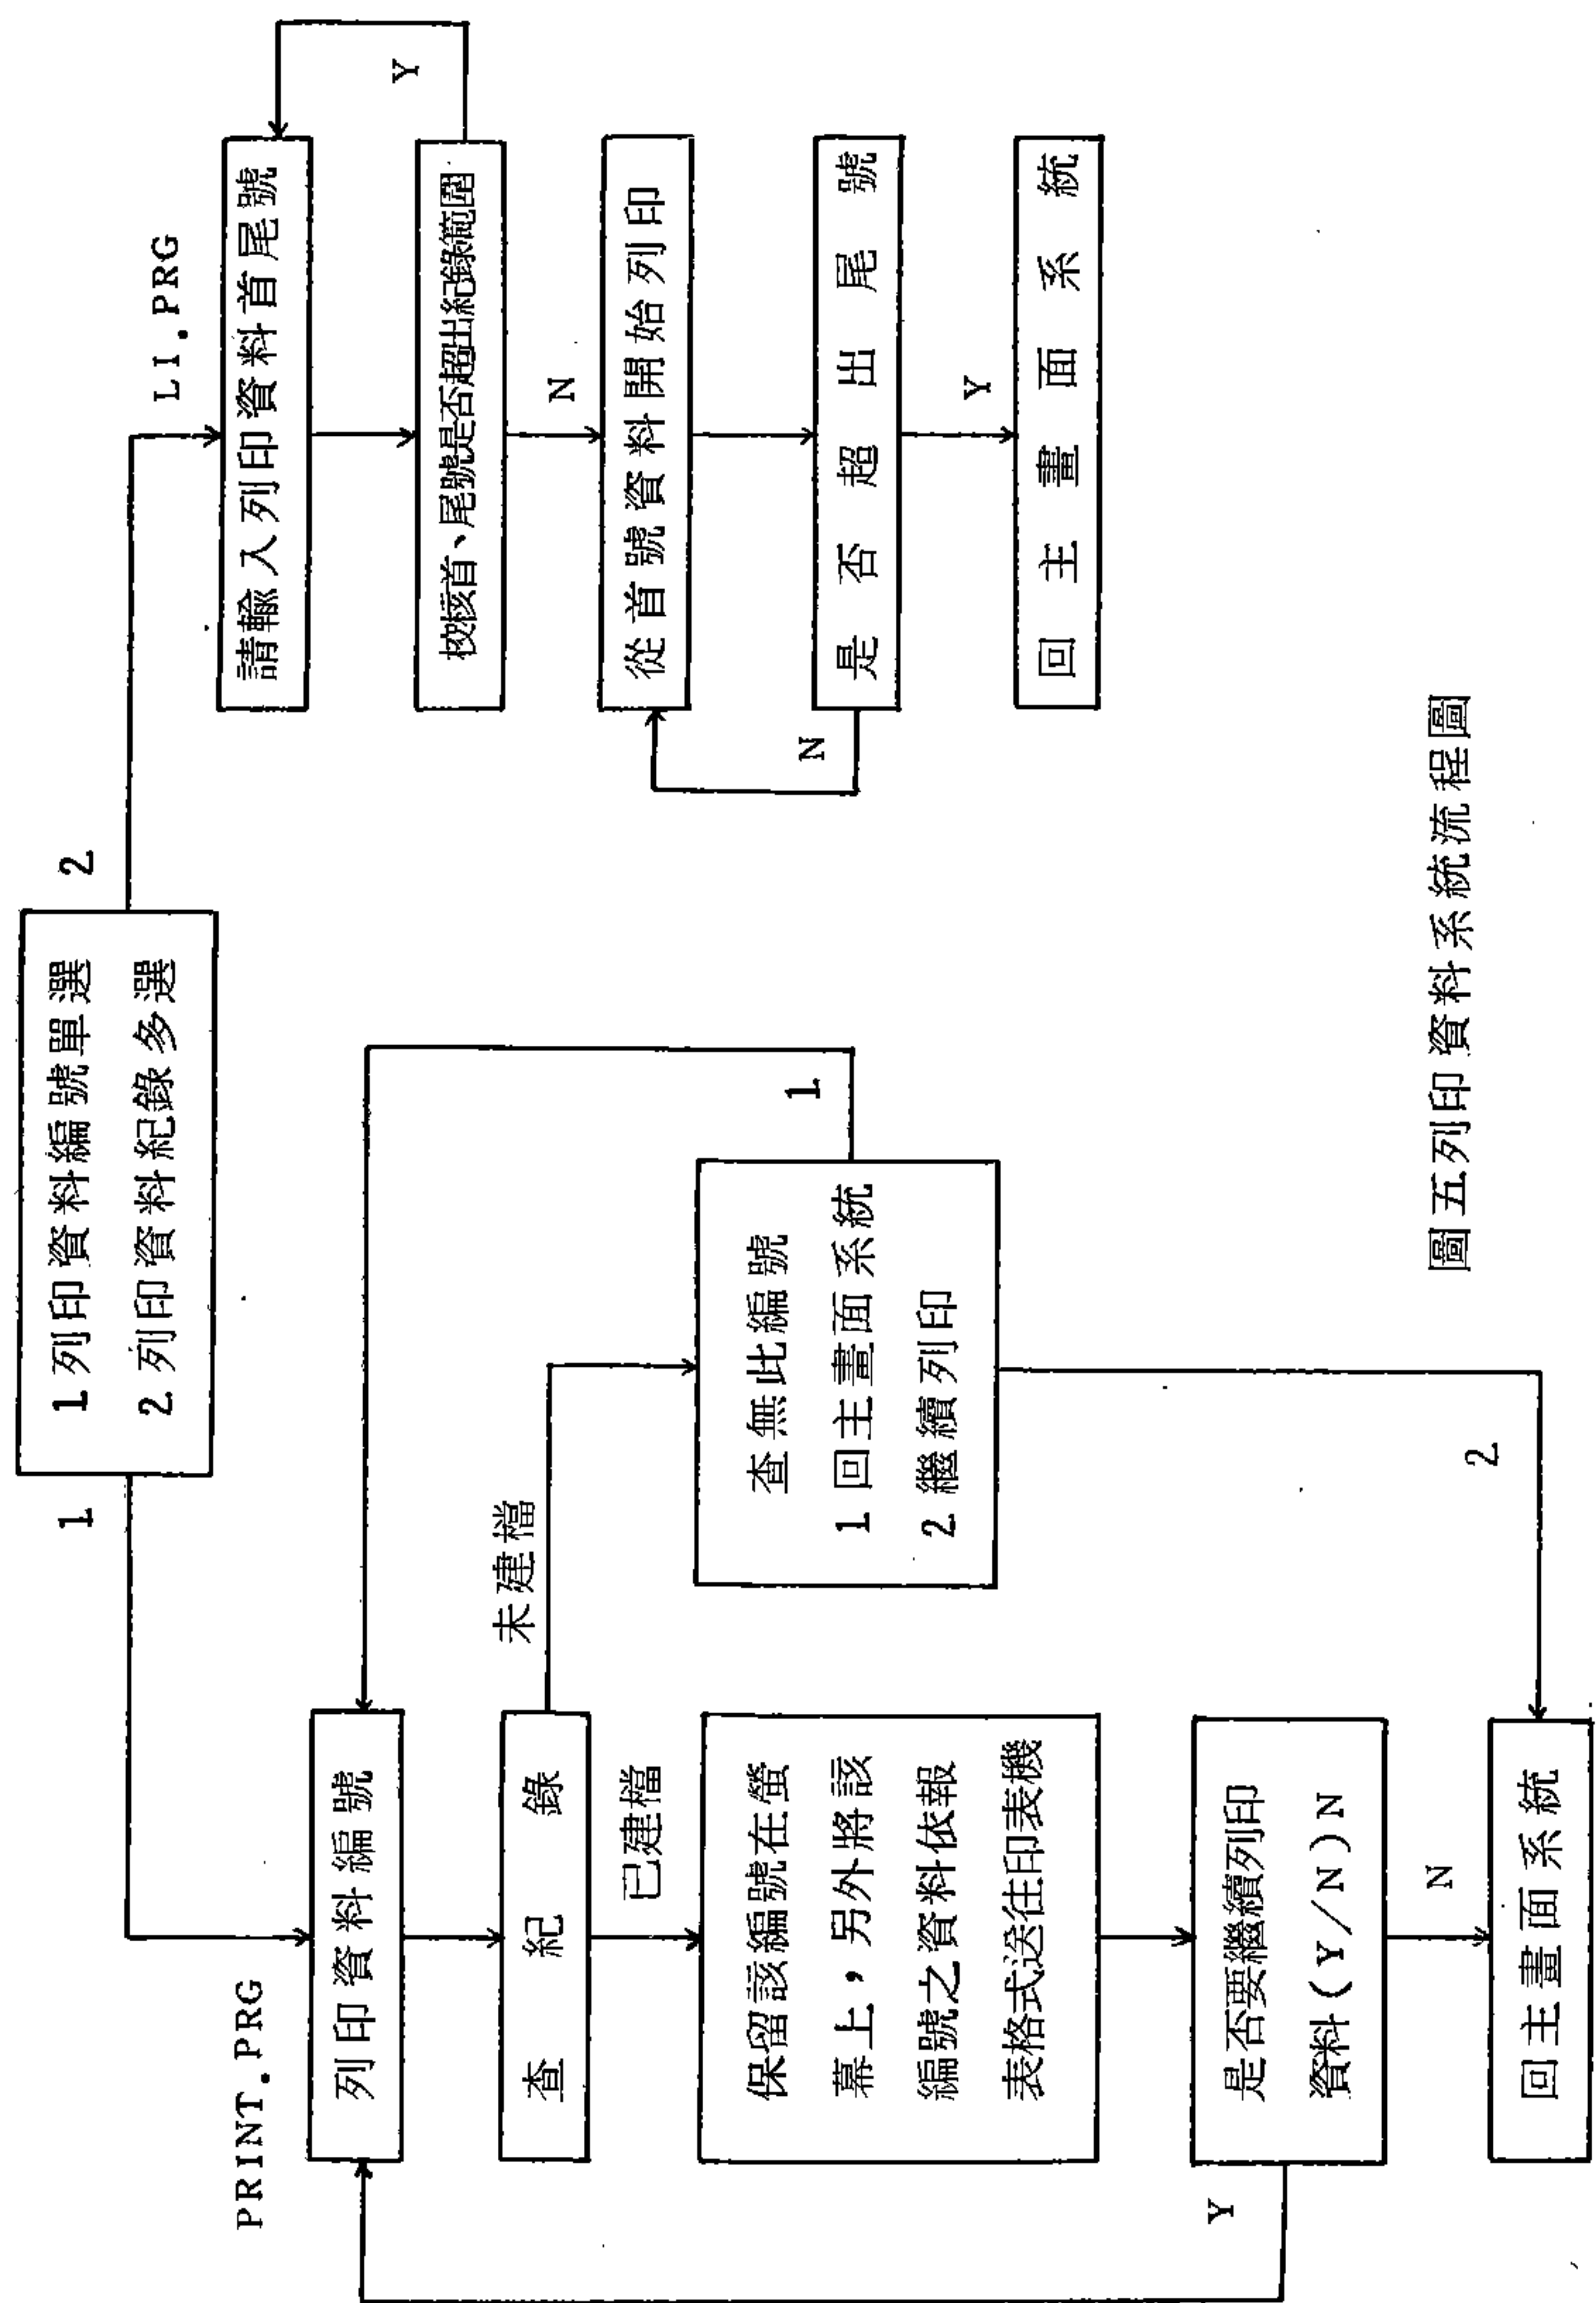 1列印資料編號單選
2列印資料紀錄多選
1
2
PRINT.PRG
列印資料編號
查紀錄
未建檔
已建檔
保留該編號在螢
幕上，另外將該
編號之資料依報
表格式送往印表機
是否要繼續列印
資料(Y/N)N
Y
N
回主畫面系統
查無此編號
1回主畫面系統
2繼續列印
1
2
LI.PRG
請輸入列印資料首尾號
校核首、尾號是否超出紀錄範圍
Y
N
從首號資料開始列印
是否超出尾號
N
Y
回主畫面系統
圖五列印資料系統流程圖